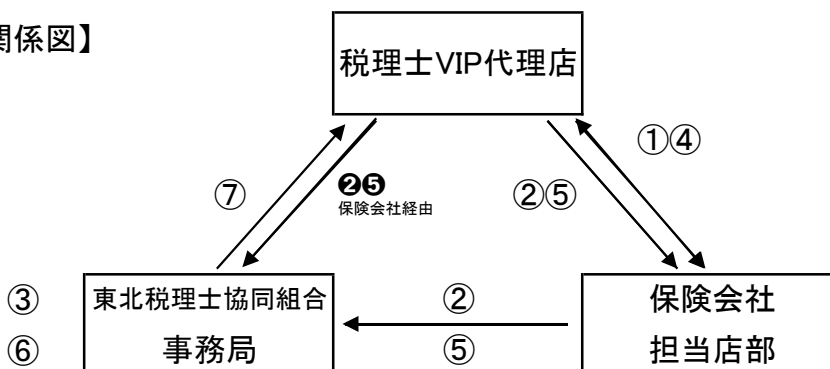 関係図】
税理士VIP代理店
①④
⑦
❷❺
保険会社経由
②⑤
③
東北税理士協同組合
②
保険会社
⑥
事務局
⑤
担当店部